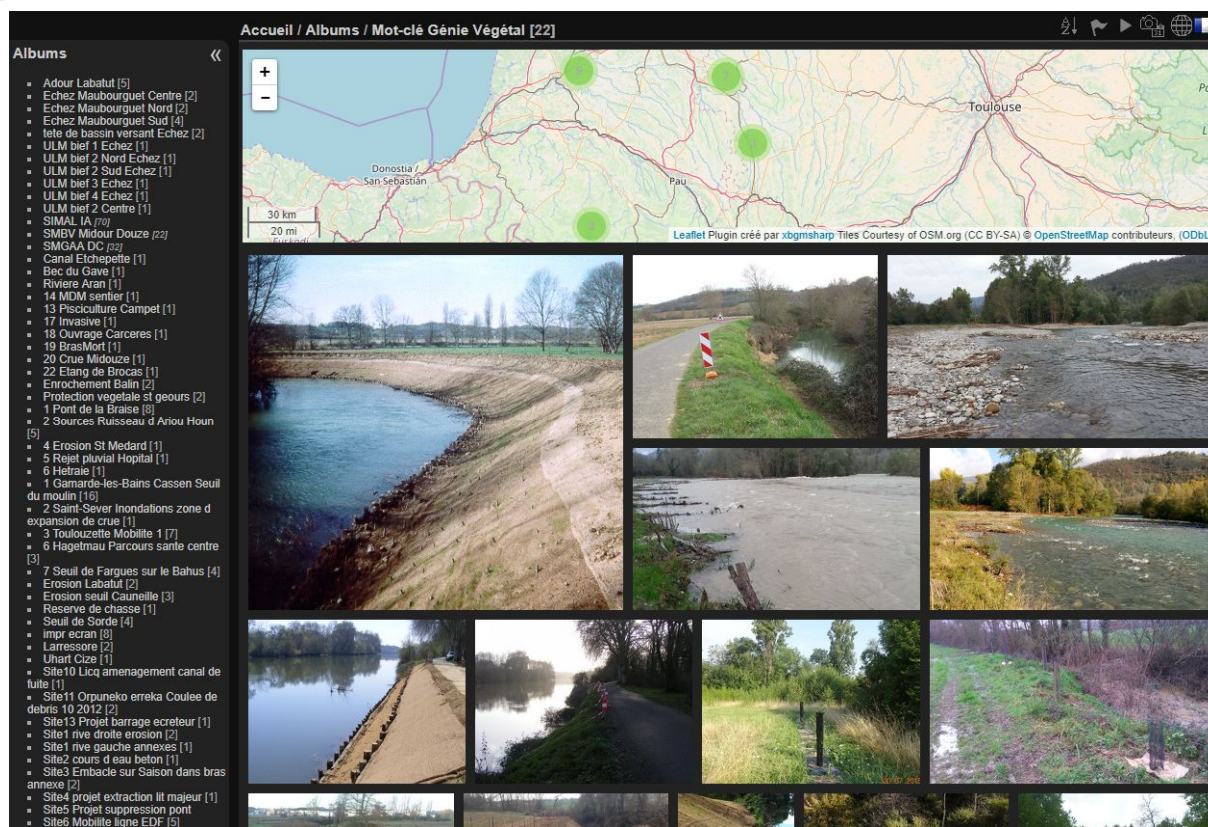 Accueil / Albums / Mot-clé Génie Végétal [22]
Albums «
Adour Labatut [5]
Echez Maubourguet Centre [2]
Echez Maubourguet Nord [2]
Echez Maubourguet Sud [4]
tete de bassin versant Echez [2]
ULM bief 1 Echez [1]
ULM bief 2 Nord Echez [1]
ULM bief 2 Sud Echez [1]
ULM bief 3 Echez [1]
ULM bief 4 Echez [1]
ULM bief 2 Centre [1]
SIMAL IA [70]
SMBV Midour Douze [22]
SMGAA DC [32]
Canal Etchepette [1]
Bec du Gave [1]
Riviere Aran [1]
14 MDM sentier [1]
13 Pisciculture Campet [1]
17 Invasive [1]
18 Ouvrage Carceres [1]
19 BrasMort [1]
20 Crue Midouze [1]
22 Etang de Brocas [1]
Enrochement Balin [2]
Protection vegetale st geours [2]
1 Pont de la Braise [8]
2 Sources Ruisseau d Ariou Houn
[5]
4 Erosion St Medard [1]
5 Rejet pluvial Hopital [1]
6 Hetraie [1]
1 Gamarde-les-Bains Cassen Seuil
du moulin [16]
2 Saint-Sever Inondations zone d
expansion de crue [1]
3 Toulouzette Mobilite 1 [7]
6 Hagetmau Parcours sante centre
[3]
7 Seuil de Fargues sur le Bahus [4]
Erosion Labatut [2]
Erosion seuil Cauneille [3]
Reserve de chasse [1]
Seuil de Sorde [4]
impr ecran [8]
Larressore [2]
Uhart Cize [1]
Site10 Licq amenagement canal de
fuite [1]
Site11 Orpuneko erreka Coulee de
debris 10 2012 [2]
Site13 Projet barrage ecreteur [1]
Site1 rive droite erosion [2]
Site1 rive gauche annexes [1]
Site2 cours d eau beton [1]
Site3 Embacle sur Saison dans bras
annexe [2]
Site4 projet extraction lit majeur [1]
Site5 Projet suppression pont
Site6 Mobilite ligne EDF [5]
+
−
Toulouse
Donostia /
San Sebastián
Pau
30 km
20 mi
Euskadi
Leaflet Plugin créé par xbgmsharp Tiles Courtesy of OSM.org (CC BY-SA) © OpenStreetMap contributeurs, (ODbL